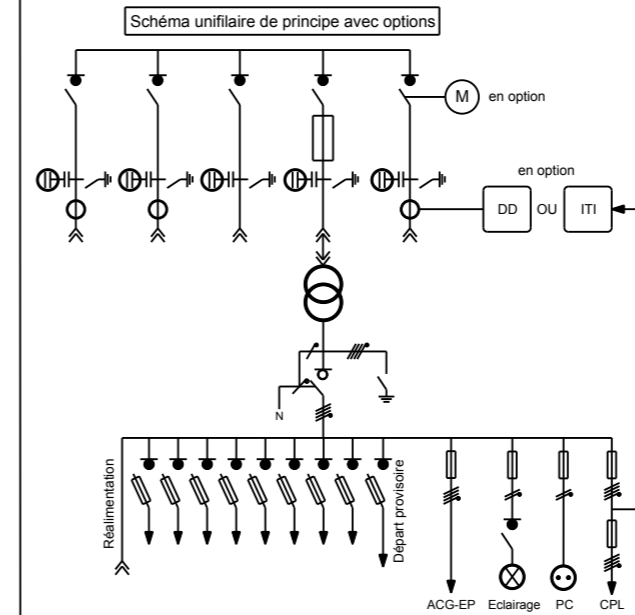 Schéma unifilaire de principe avec options
M
en option
en option
DD
OU
ITI
N
Réalimentation
Départ provisoire
ACG-EP
Eclairage
PC
CPL